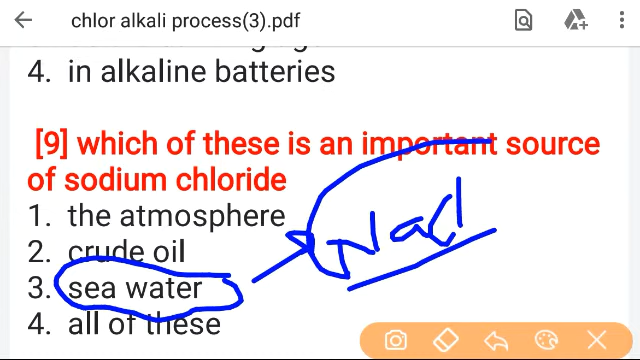 chlor alkali process(3).pdf
4. in alkaline batteries
[9] which of these is an important source
of sodium chloride
1. the atmosphere
2. crude oil
3. sea water
NaCl
4. all of these